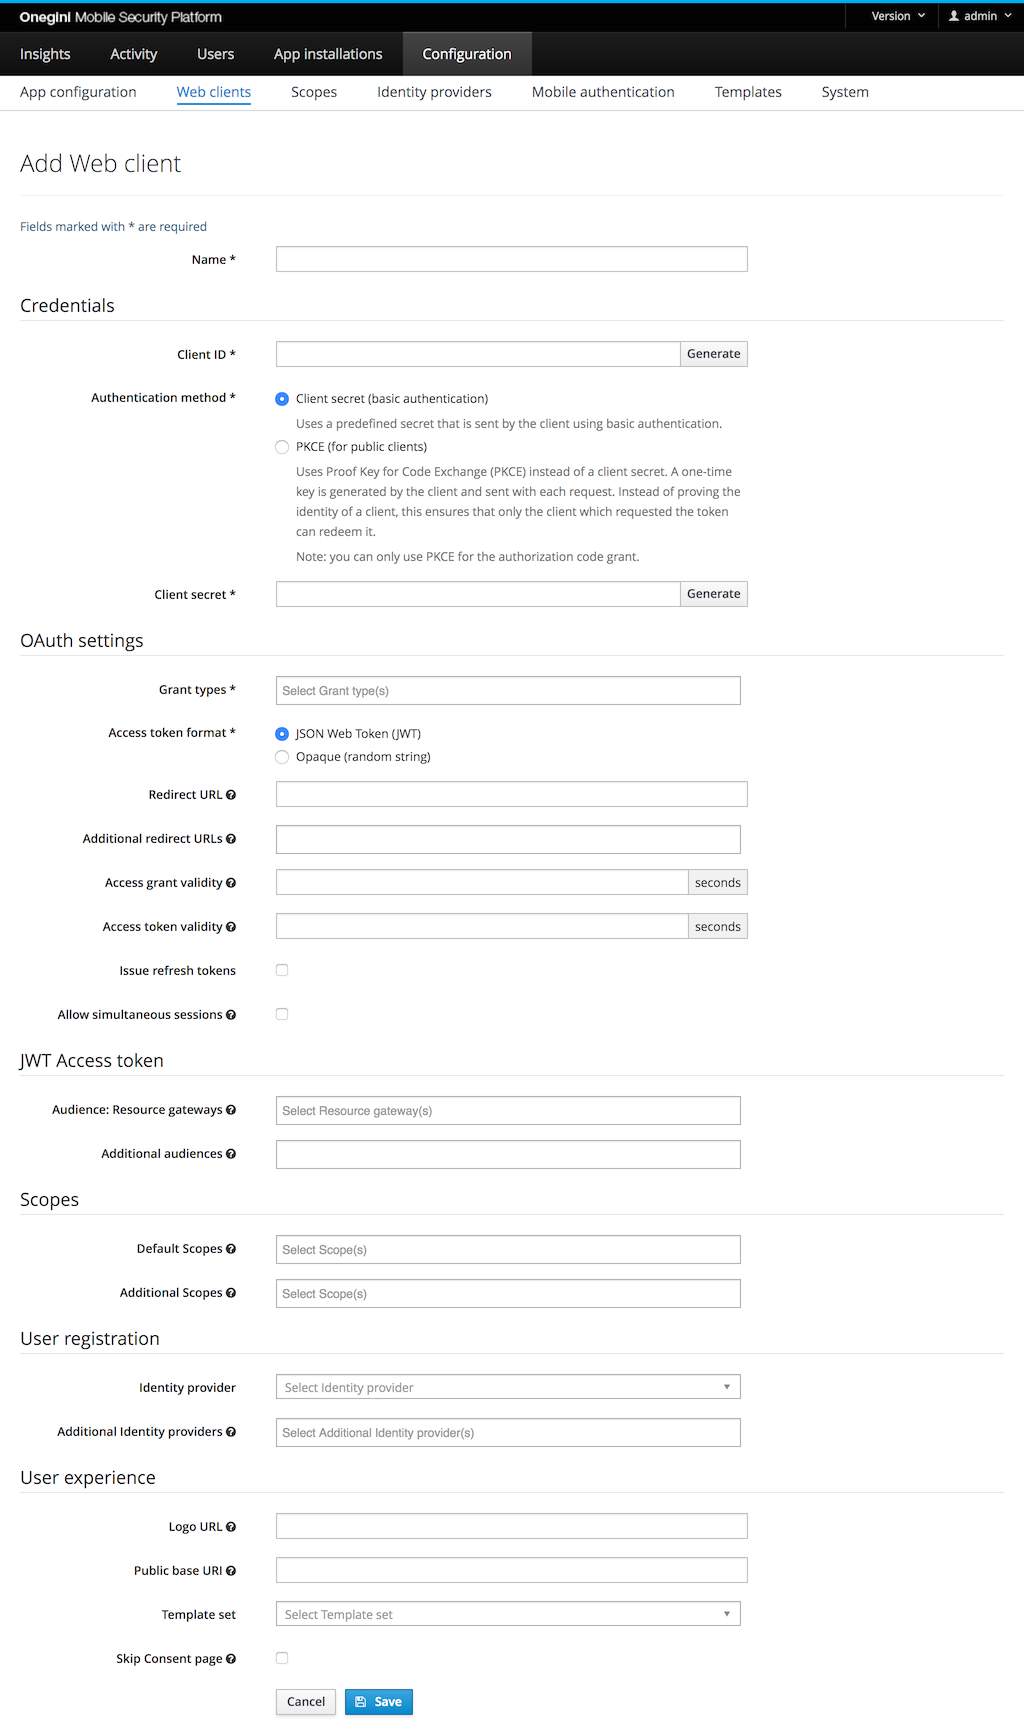 Onegini Mobile Security Platform
Version
admin
Insights
Activity
Users
App installations
Configuration
App configuration
Web clients
Scopes
Identity providers
Mobile authentication
Templates
System
Add Web client
Fields marked with * are required
Name *
Credentials
Client ID *
Generate
Authentication method *
Client secret (basic authentication)
Uses a predefined secret that is sent by the client using basic authentication.
PKCE (for public clients)
Uses Proof Key for Code Exchange (PKCE) instead of a client secret. A one-time
key is generated by the client and sent with each request. Instead of proving the
identity of a client, this ensures that only the client which requested the token
can redeem it.
Note: you can only use PKCE for the authorization code grant.
Client secret *
Generate
OAuth settings
Grant types *
Select Grant type(s)
Access token format *
JSON Web Token (JWT)
Opaque (random string)
Redirect URL
Additional redirect URLs
Access grant validity
seconds
Access token validity
seconds
Issue refresh tokens
Allow simultaneous sessions
JWT Access token
Audience: Resource gateways
Select Resource gateway(s)
Additional audiences
Scopes
Default Scopes
Select Scope(s)
Additional Scopes
Select Scope(s)
User registration
Identity provider
Select Identity provider
Additional Identity providers
Select Additional Identity provider(s)
User experience
Logo URL
Public base URI
Template set
Select Template set
Skip Consent page
Cancel
Save